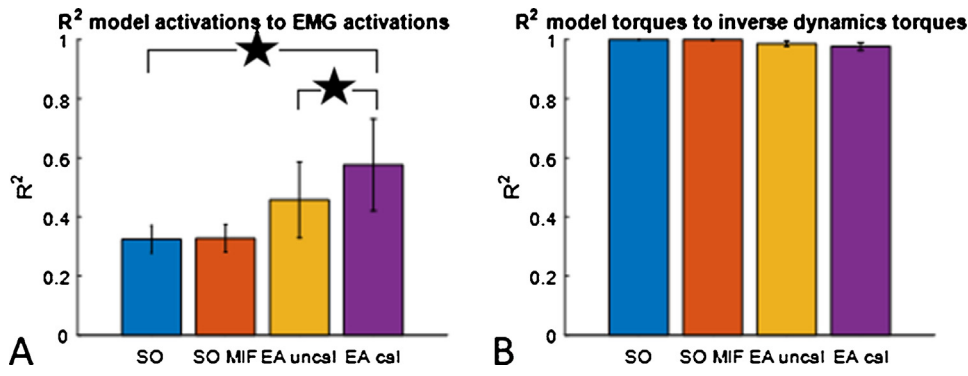 R² model activations to EMG activations
1
0.8
0.6
0.4
0.2
0
R²
SO SO MIF EA uncal EA cal
A
R² model torques to inverse dynamics torques
1
0.8
0.6
0.4
0.2
0
R²
SO SO MIF EA uncal EA cal
B